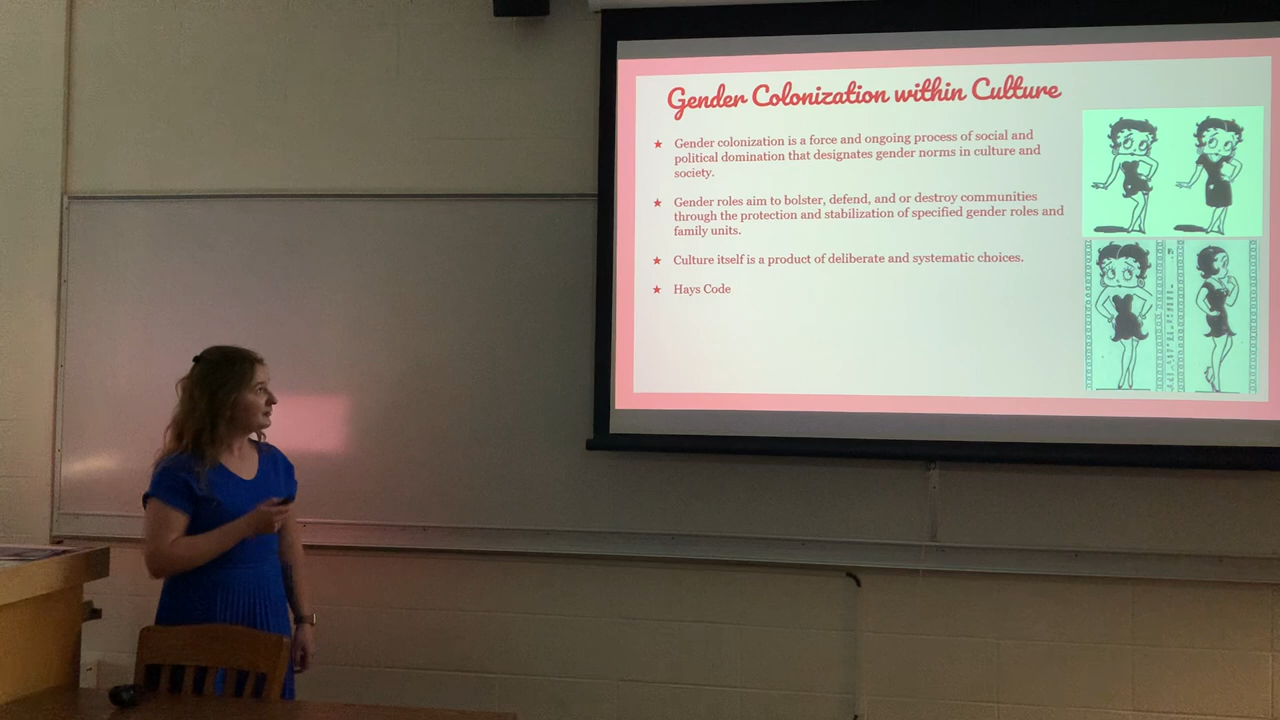 Gender Colonization within Culture
★ Gender colonization is a force and ongoing process of social and
political domination that designates gender norms in culture and
society.
★ Gender roles aim to bolster, defend, and or destroy communities
through the protection and stabilization of specified gender roles and
family units.
★ Culture itself is a product of deliberate and systematic choices.
★ Hays Code